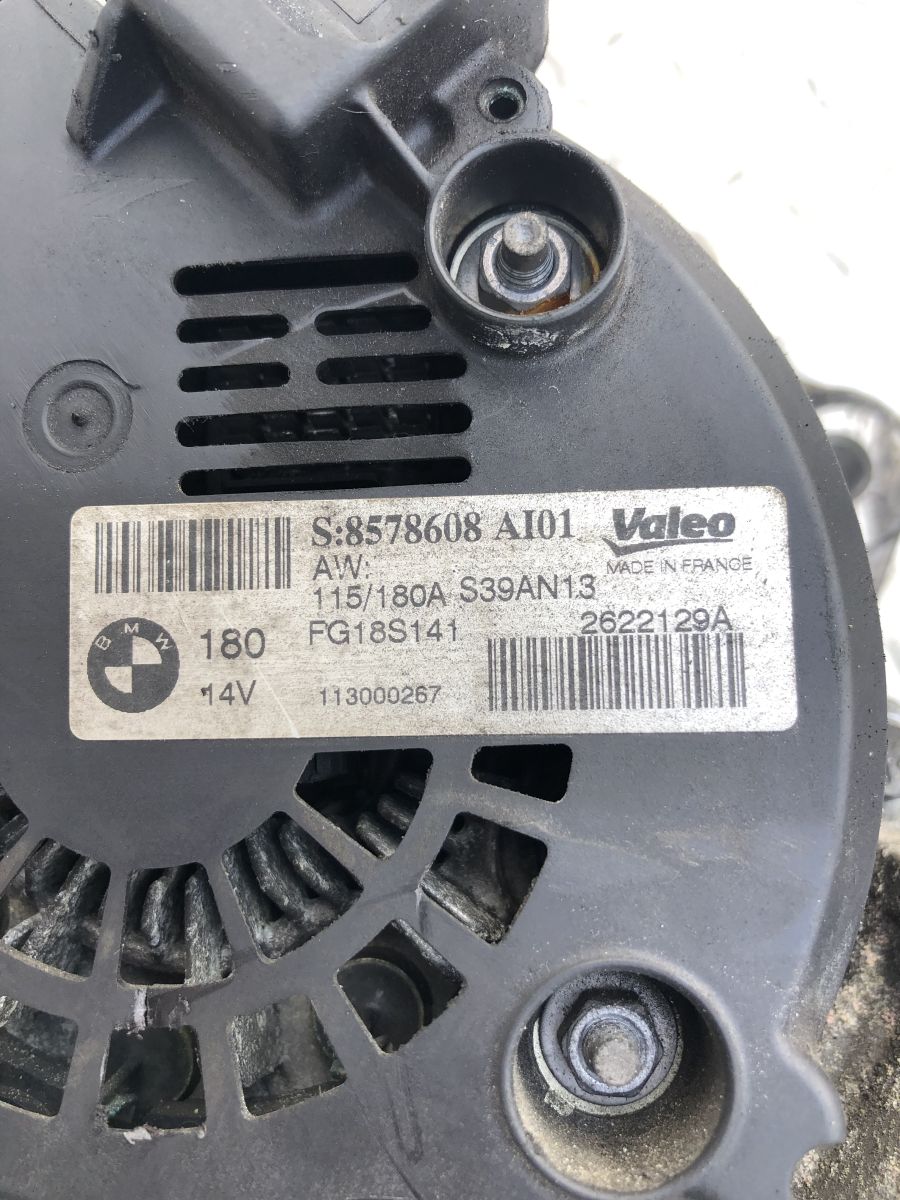 S:8578608 AI01 Valeo
AW: MADE IN FRANCE
115/180A S39AN13
BMW 180 FG18S141 2622129A
14V 113000267